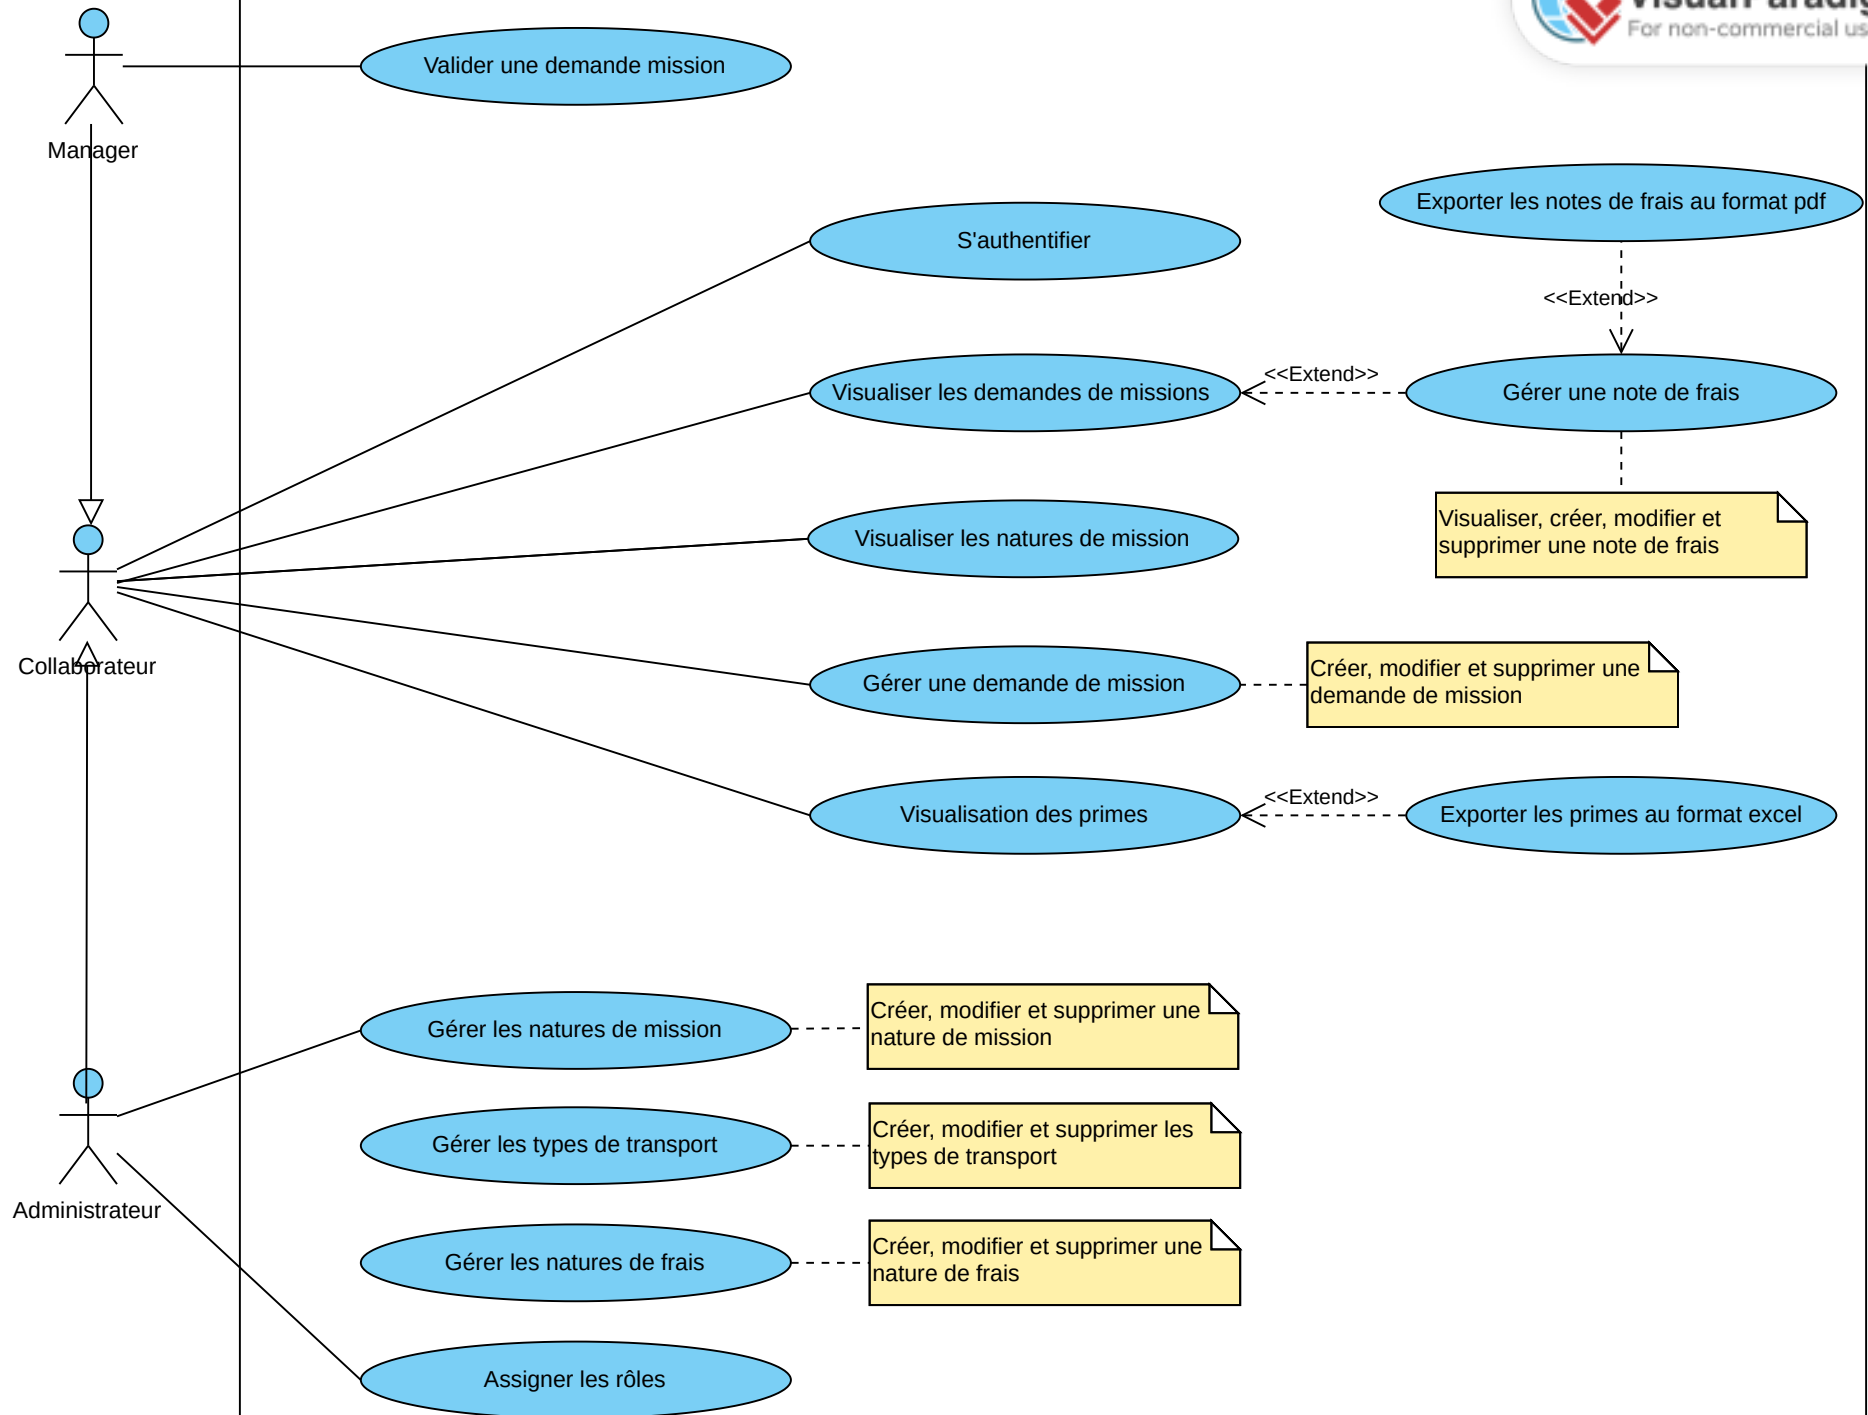 For non-commercial us
Valider une demande mission
Manager
Exporter les notes de frais au format pdf
S'authentifier
<<Extend>>
<<Extend>>
Visualiser les demandes de missions
Gérer une note de frais
Visualiser, créer, modifier et
supprimer une note de frais
Visualiser les natures de mission
Collaborateur
Gérer une demande de mission
Créer, modifier et supprimer une
demande de mission
<<Extend>>
Visualisation des primes
Exporter les primes au format excel
Gérer les natures de mission
Créer, modifier et supprimer une
nature de mission
Gérer les types de transport
Créer, modifier et supprimer les
types de transport
Administrateur
Gérer les natures de frais
Créer, modifier et supprimer une
nature de frais
Assigner les rôles